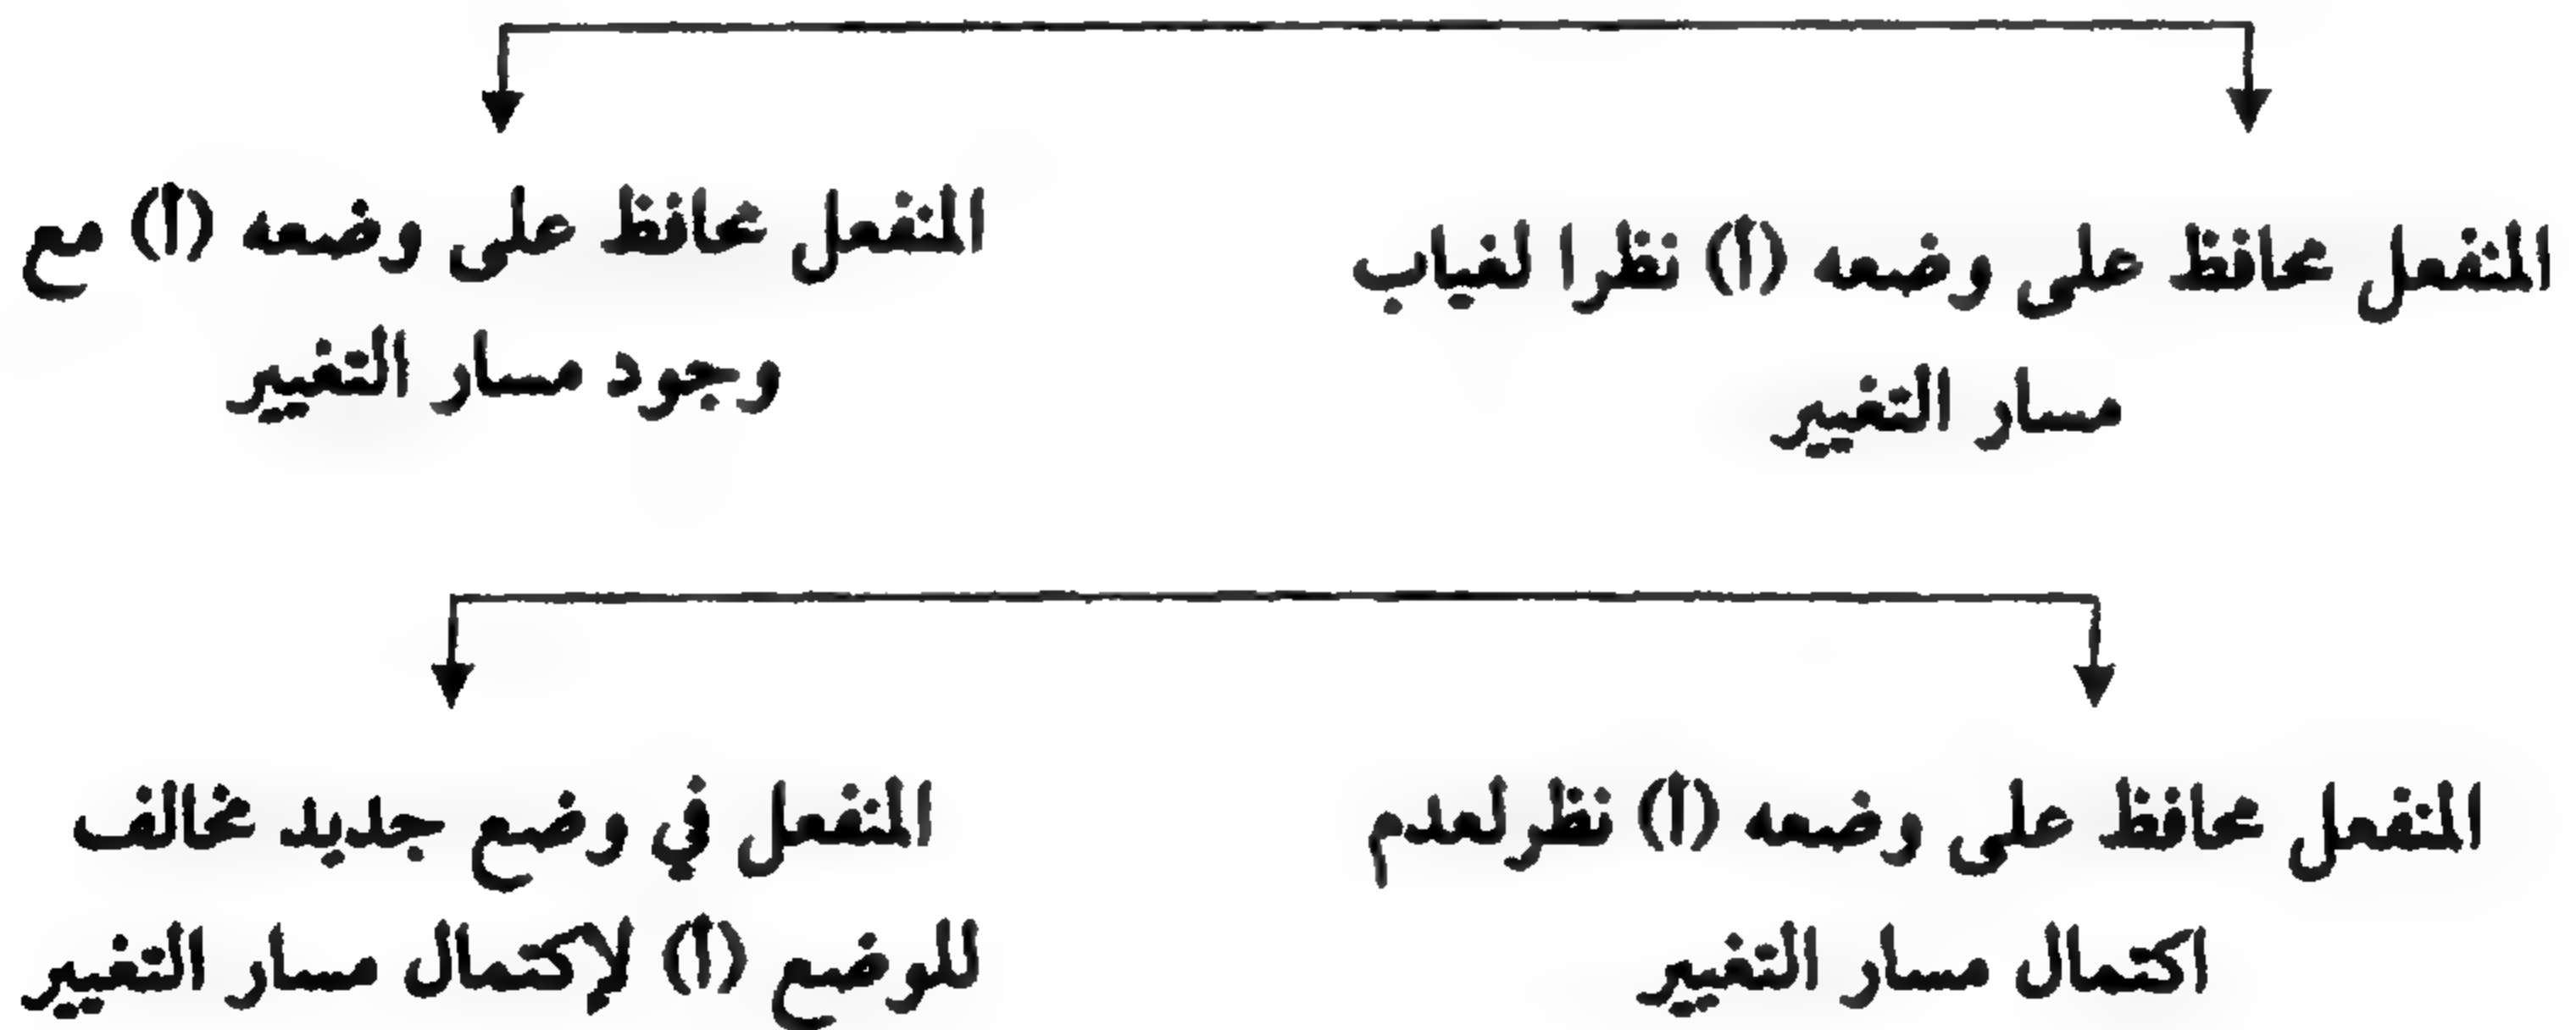 المنفعل محافظ على وضعه (أ) نظرا لغياب
مسار التغيير
المنفعل محافظ على وضعه (أ) مع
وجود مسار التغيير
المنفعل محافظ على وضعه (أ) نظرلعدم
اكتمال مسار التغيير
المنفعل في وضع جديد مخالف
للوضع (أ) لإكتمال مسار التغيير